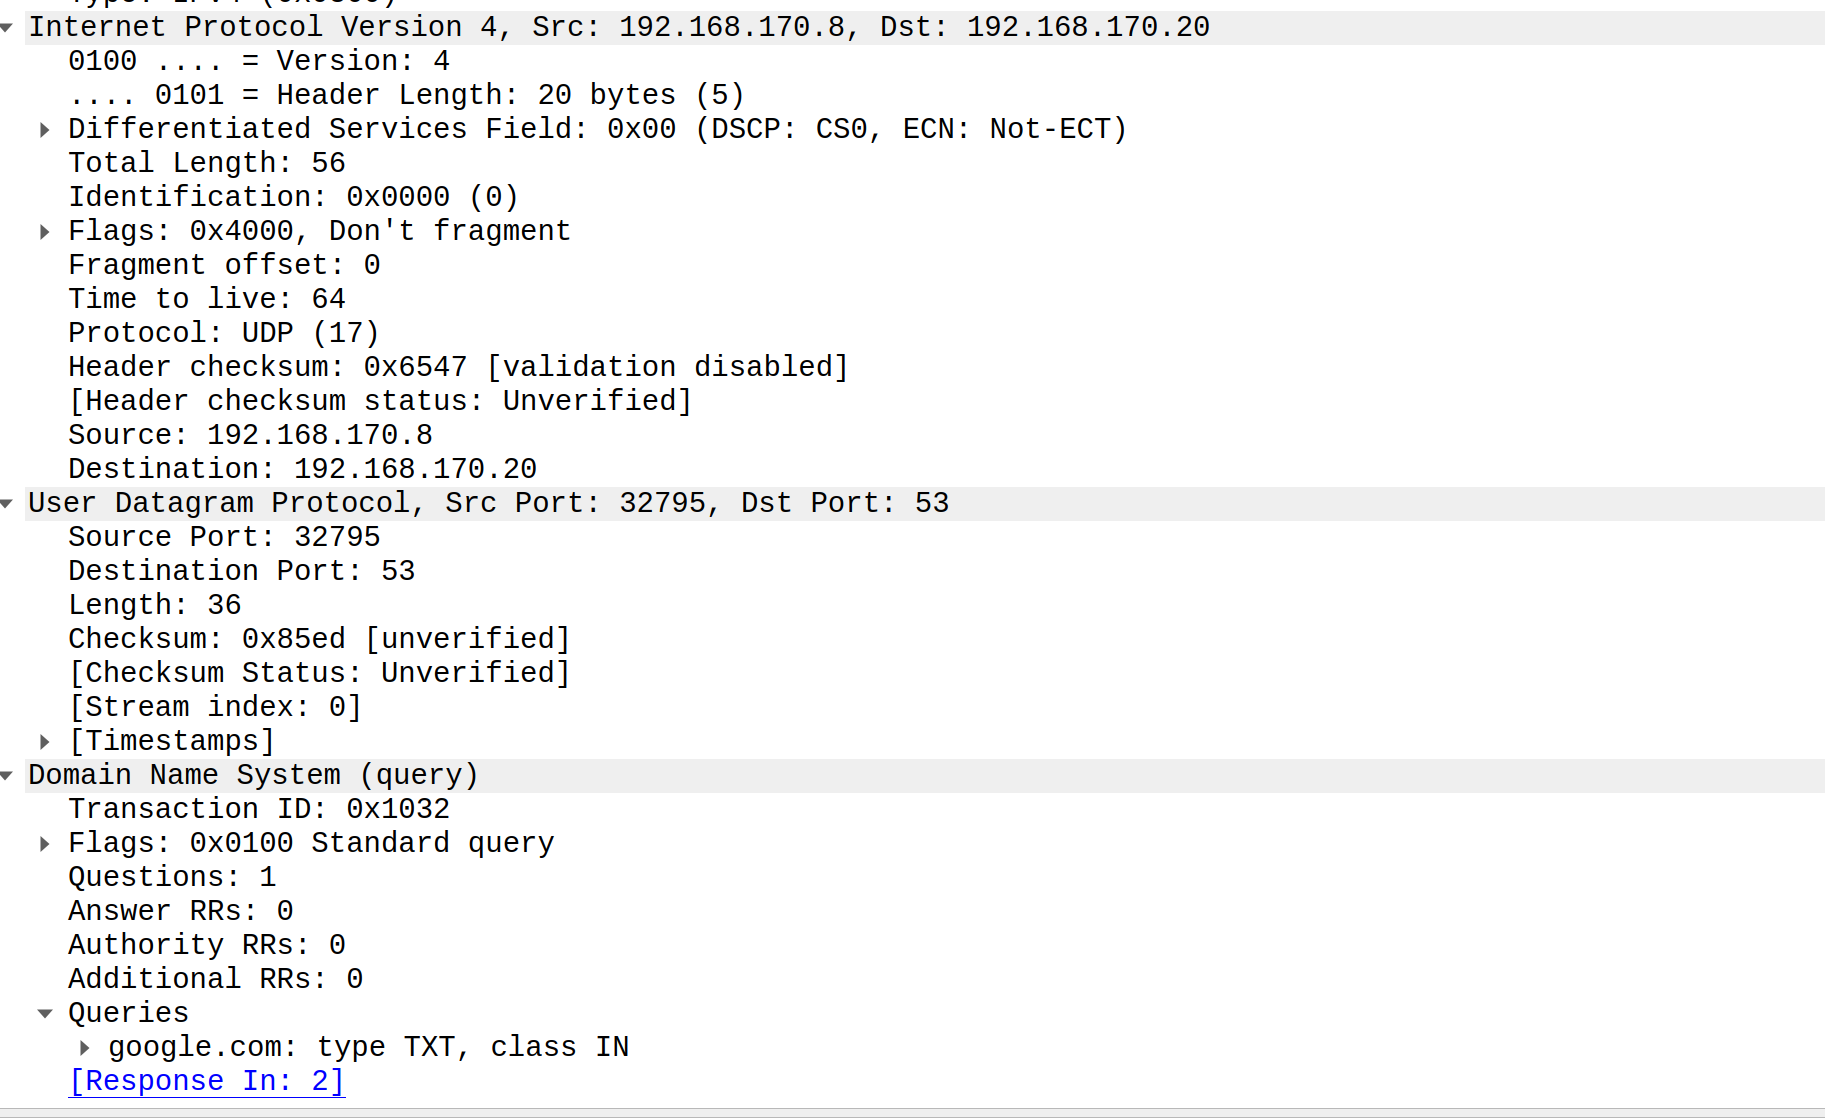 Internet Protocol Version 4, Src: 192.168.170.8, Dst: 192.168.170.20
0100 .... = Version: 4
.... 0101 = Header Length: 20 bytes (5)
Differentiated Services Field: 0x00 (DSCP: CS0, ECN: Not-ECT)
Total Length: 56
Identification: 0x0000 (0)
Flags: 0x4000, Don't fragment
Fragment offset: 0
Time to live: 64
Protocol: UDP (17)
Header checksum: 0x6547 [validation disabled]
[Header checksum status: Unverified]
Source: 192.168.170.8
Destination: 192.168.170.20
User Datagram Protocol, Src Port: 32795, Dst Port: 53
Source Port: 32795
Destination Port: 53
Length: 36
Checksum: 0x85ed [unverified]
[Checksum Status: Unverified]
[Stream index: 0]
[Timestamps]
Domain Name System (query)
Transaction ID: 0x1032
Flags: 0x0100 Standard query
Questions: 1
Answer RRs: 0
Authority RRs: 0
Additional RRs: 0
Queries
google.com: type TXT, class IN
[Response In: 2]